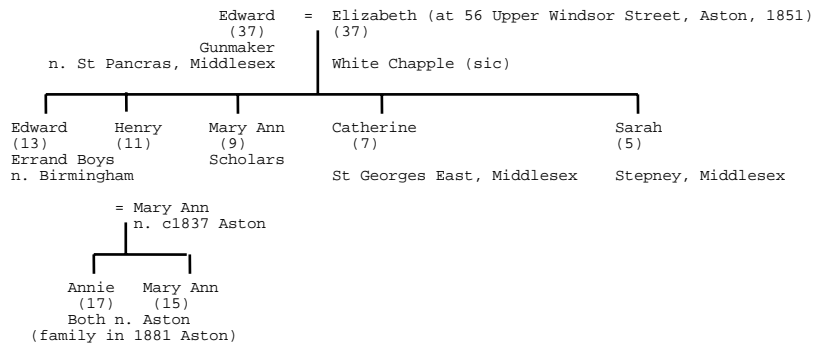 Edward = Elizabeth (at 56 Upper Windsor Street, Aston, 1851)
(37) (37)
Gunmaker
n. St Pancras, Middlesex White Chapple (sic)
Edward Henry Mary Ann Catherine Sarah
(13) (11) (9) (7) (5)
Errand Boys Scholars
n. Birmingham St Georges East, Middlesex Stepney, Middlesex
= Mary Ann
n. c1837 Aston
Annie Mary Ann
(17) (15)
Both n. Aston
(family in 1881 Aston)